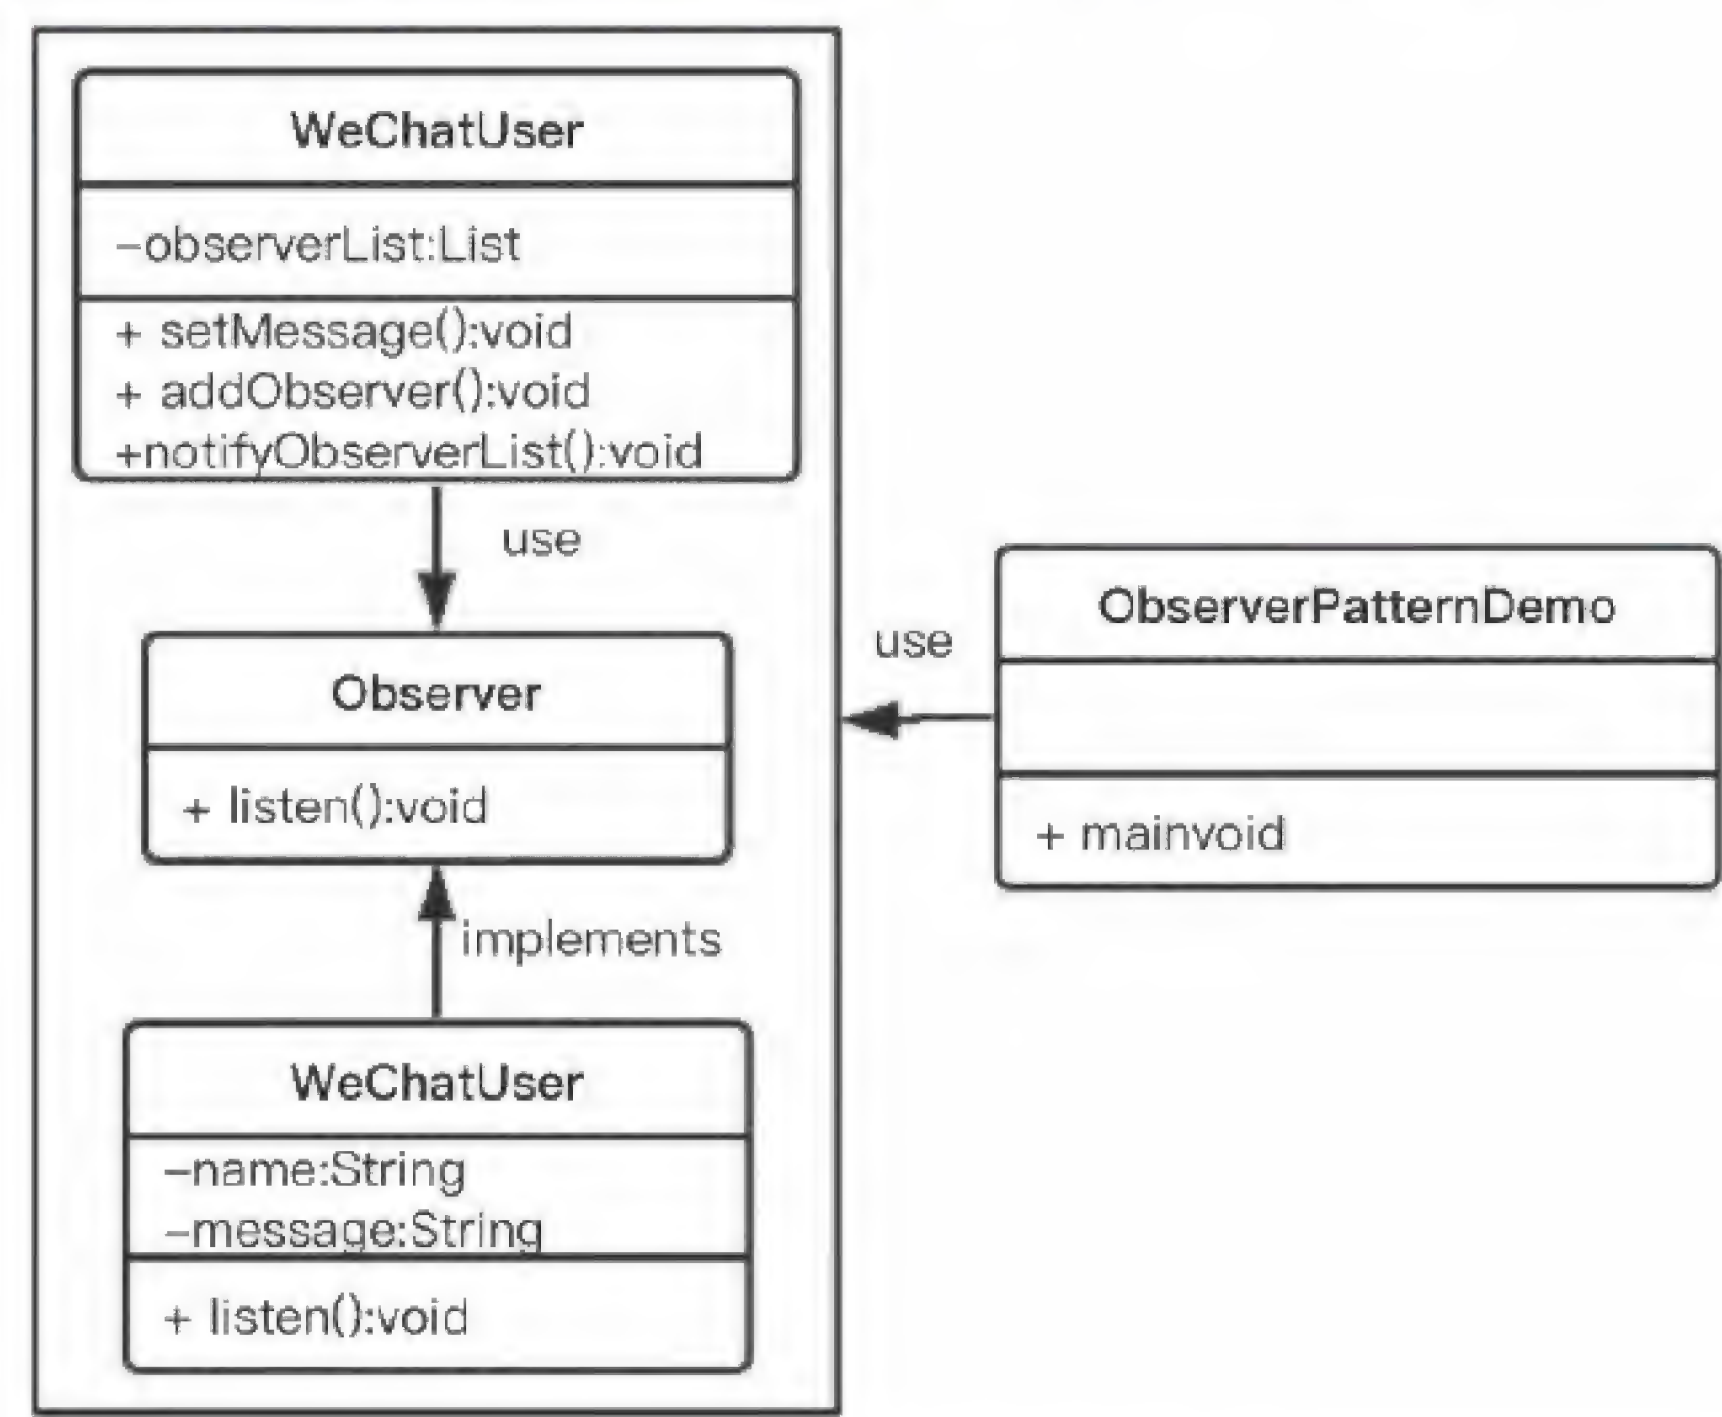 WeChatUser
-observerList:List
+ setMessage():void
+ addObserver():void
+notifyObserverList():void
use
Observer
+ listen():void
implements
WeChatUser
-name:String
-message:String
+ listen():void
use
ObserverPatternDemo
+ mainvoid